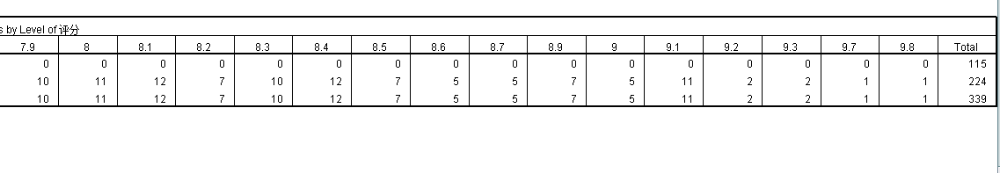 s by Level of 评分
7.9 8 8.1 8.2 8.3 8.4 8.5 8.6 8.7 8.9 9 9.1 9.2 9.3 9.7 9.8 Total
0 0 0 0 0 0 0 0 0 0 0 0 0 0 0 0 115
10 11 12 7 10 12 7 5 5 7 5 11 2 2 1 1 224
10 11 12 7 10 12 7 5 5 7 5 11 2 2 1 1 339